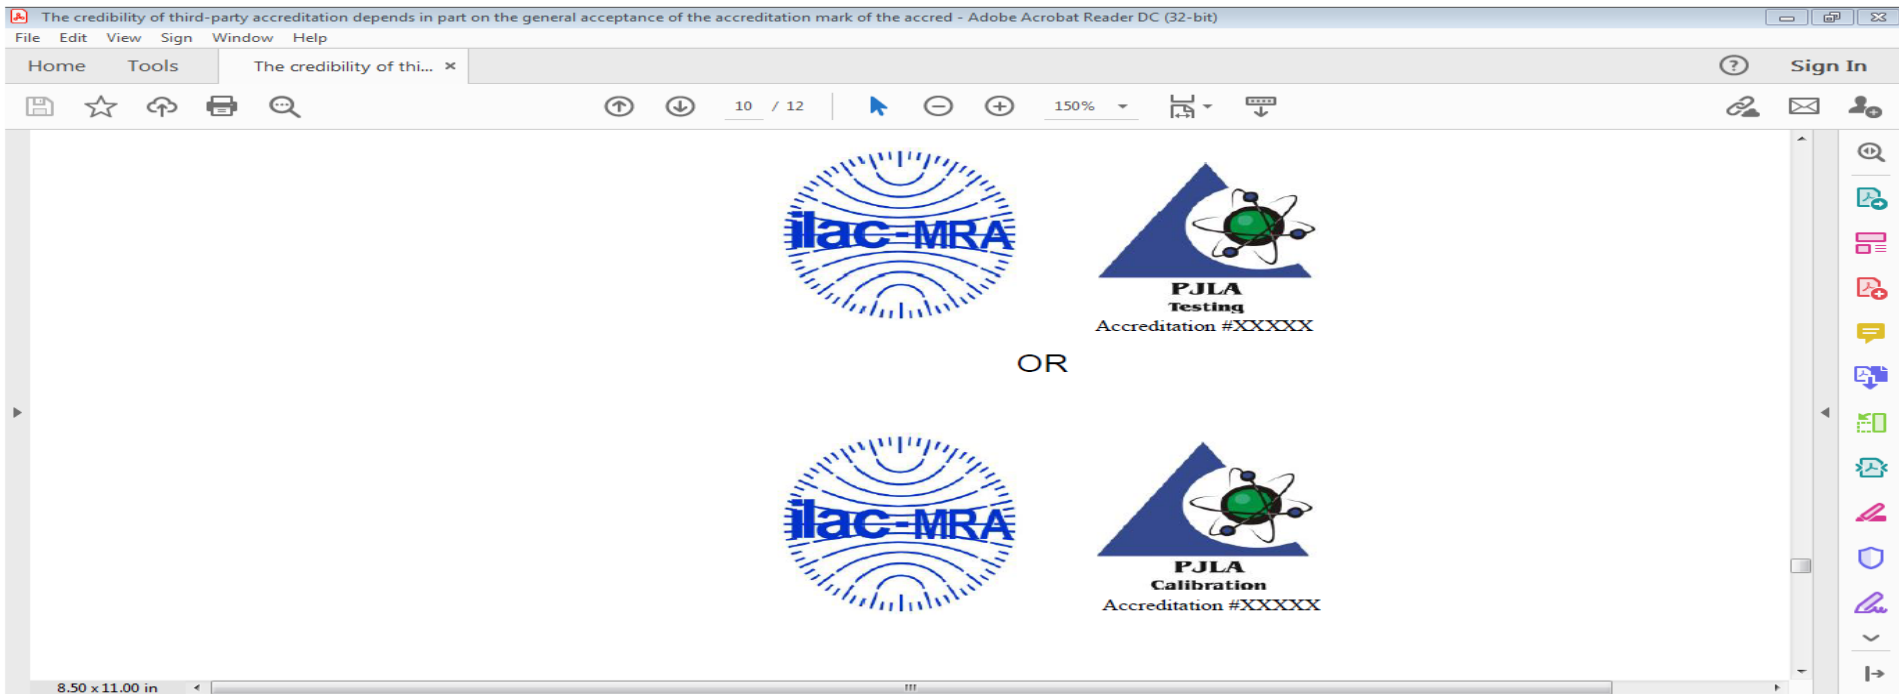 The credibility of third-party accreditation depends in part on the general acceptance of the accreditation mark of the accred - Adobe Acrobat Reader DC (32-bit)
File Edit View Sign Window Help
Home Tools The credibility of thi... × Sign In
10 / 12 150%
ilac-MRA
PJLA
Testing
Accreditation #XXXXX
OR
ilac-MRA
PJLA
Calibration
Accreditation #XXXXX
8.50 x 11.00 in